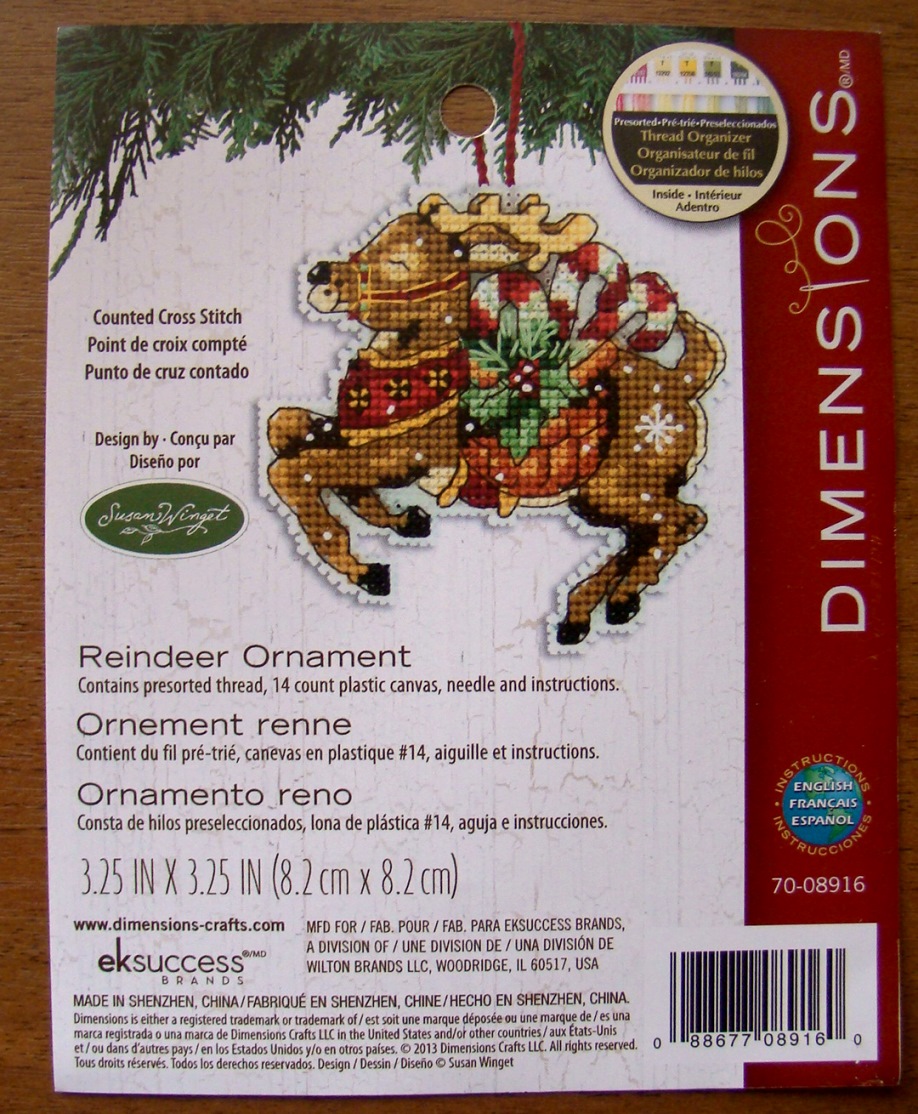 Presorted•Pré-trié•Preseleccionados
Thread Organizer
Organisateur de fil
Organizador de hilos
Inside • Intérieur
Adentro
DIMENSIONS®/MD
Counted Cross Stitch
Point de croix compté
Punto de cruz contado
Design by · Conçu par
Diseño por
Susan Winget
Reindeer Ornament
Contains presorted thread, 14 count plastic canvas, needle and instructions.
Ornement renne
Contient du fil pré-trié, canevas en plastique #14, aiguille et instructions.
Ornamento reno
Consta de hilos preseleccionados, lona de plástica #14, aguja e instrucciones.
3.25 IN X 3.25 IN (8.2 cm x 8.2 cm)
INSTRUCTIONS
ENGLISH
FRANÇAIS
ESPAÑOL
INSTRUCCIONES
70-08916
www.dimensions-crafts.com
eksuccess®/MD
BRANDS
MFD FOR / FAB. POUR / FAB. PARA EKSUCCESS BRANDS,
A DIVISION OF / UNE DIVISION DE / UNA DIVISIÓN DE
WILTON BRANDS LLC, WOODRIDGE, IL 60517, USA
MADE IN SHENZHEN, CHINA/FABRIQUÉ EN SHENZHEN, CHINE/HECHO EN SHENZHEN, CHINA.
Dimensions is either a registered trademark or trademark of / est soit une marque déposée ou une marque de / es una
marca registrada o una marca de Dimensions Crafts LLC in the United States and/or other countries / aux États-Unis
et / ou dans d'autres pays / en los Estados Unidos y/o en otros países. © 2013 Dimensions Crafts LLC. All rights reserved.
Tous droits réservés. Todos los derechos reservados. Design / Dessin / Diseño © Susan Winget
0 88677 08916 0